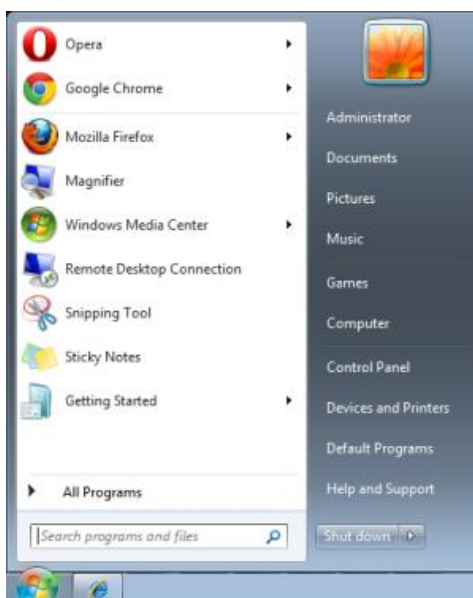 Opera
Google Chrome
Mozilla Firefox
Magnifier
Windows Media Center
Remote Desktop Connection
Snipping Tool
Sticky Notes
Getting Started
All Programs
Search programs and files
Administrator
Documents
Pictures
Music
Games
Computer
Control Panel
Devices and Printers
Default Programs
Help and Support
Shut down